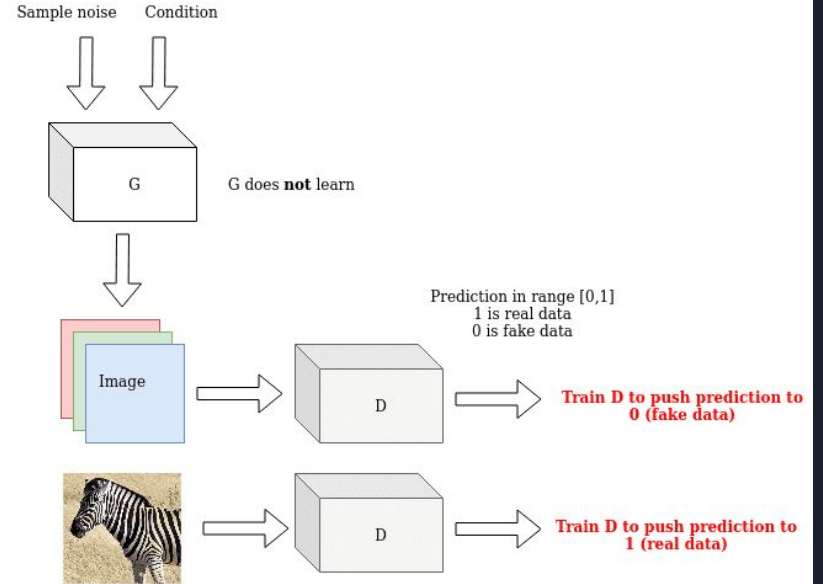 Sample noise
Condition
G
G does not learn
Prediction in range [0,1]
1 is real data
0 is fake data
Image
D
Train D to push prediction to
0 (fake data)
D
Train D to push prediction to
1 (real data)